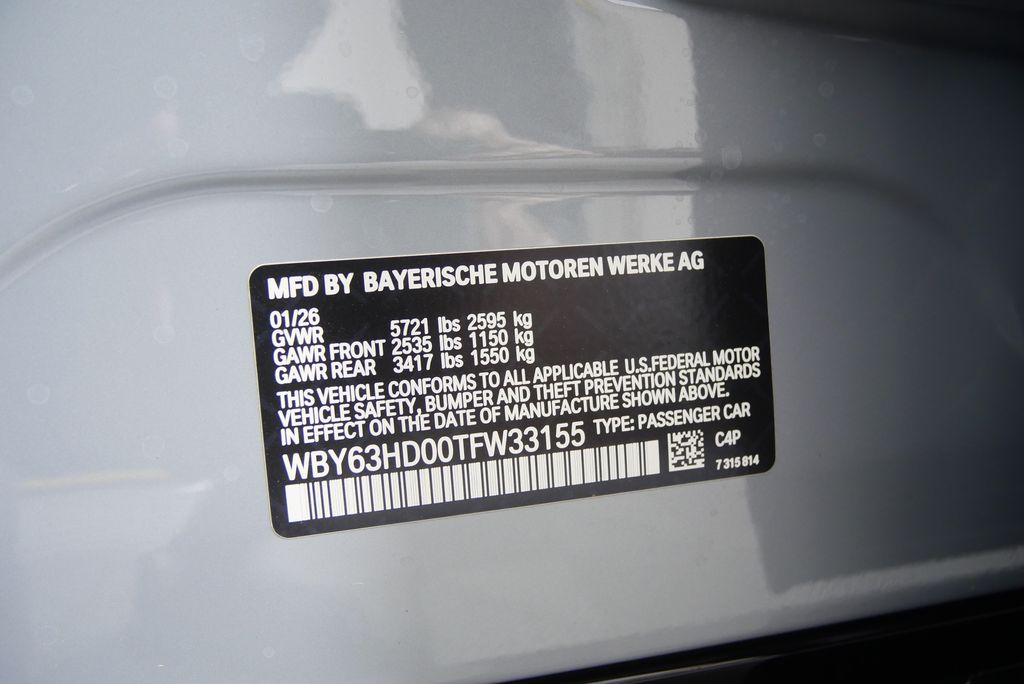 MFD BY BAYERISCHE MOTOREN WERKE AG
01/26
GVWR 5721 lbs 2595 kg
GAWR FRONT 2535 lbs 1150 kg
GAWR REAR 3417 lbs 1550 kg
THIS VEHICLE CONFORMS TO ALL APPLICABLE U.S.FEDERAL MOTOR
VEHICLE SAFETY, BUMPER AND THEFT PREVENTION STANDARDS
IN EFFECT ON THE DATE OF MANUFACTURE SHOWN ABOVE.
WBY63HD00TFW33155 TYPE: PASSENGER CAR
C4P
7 315 814